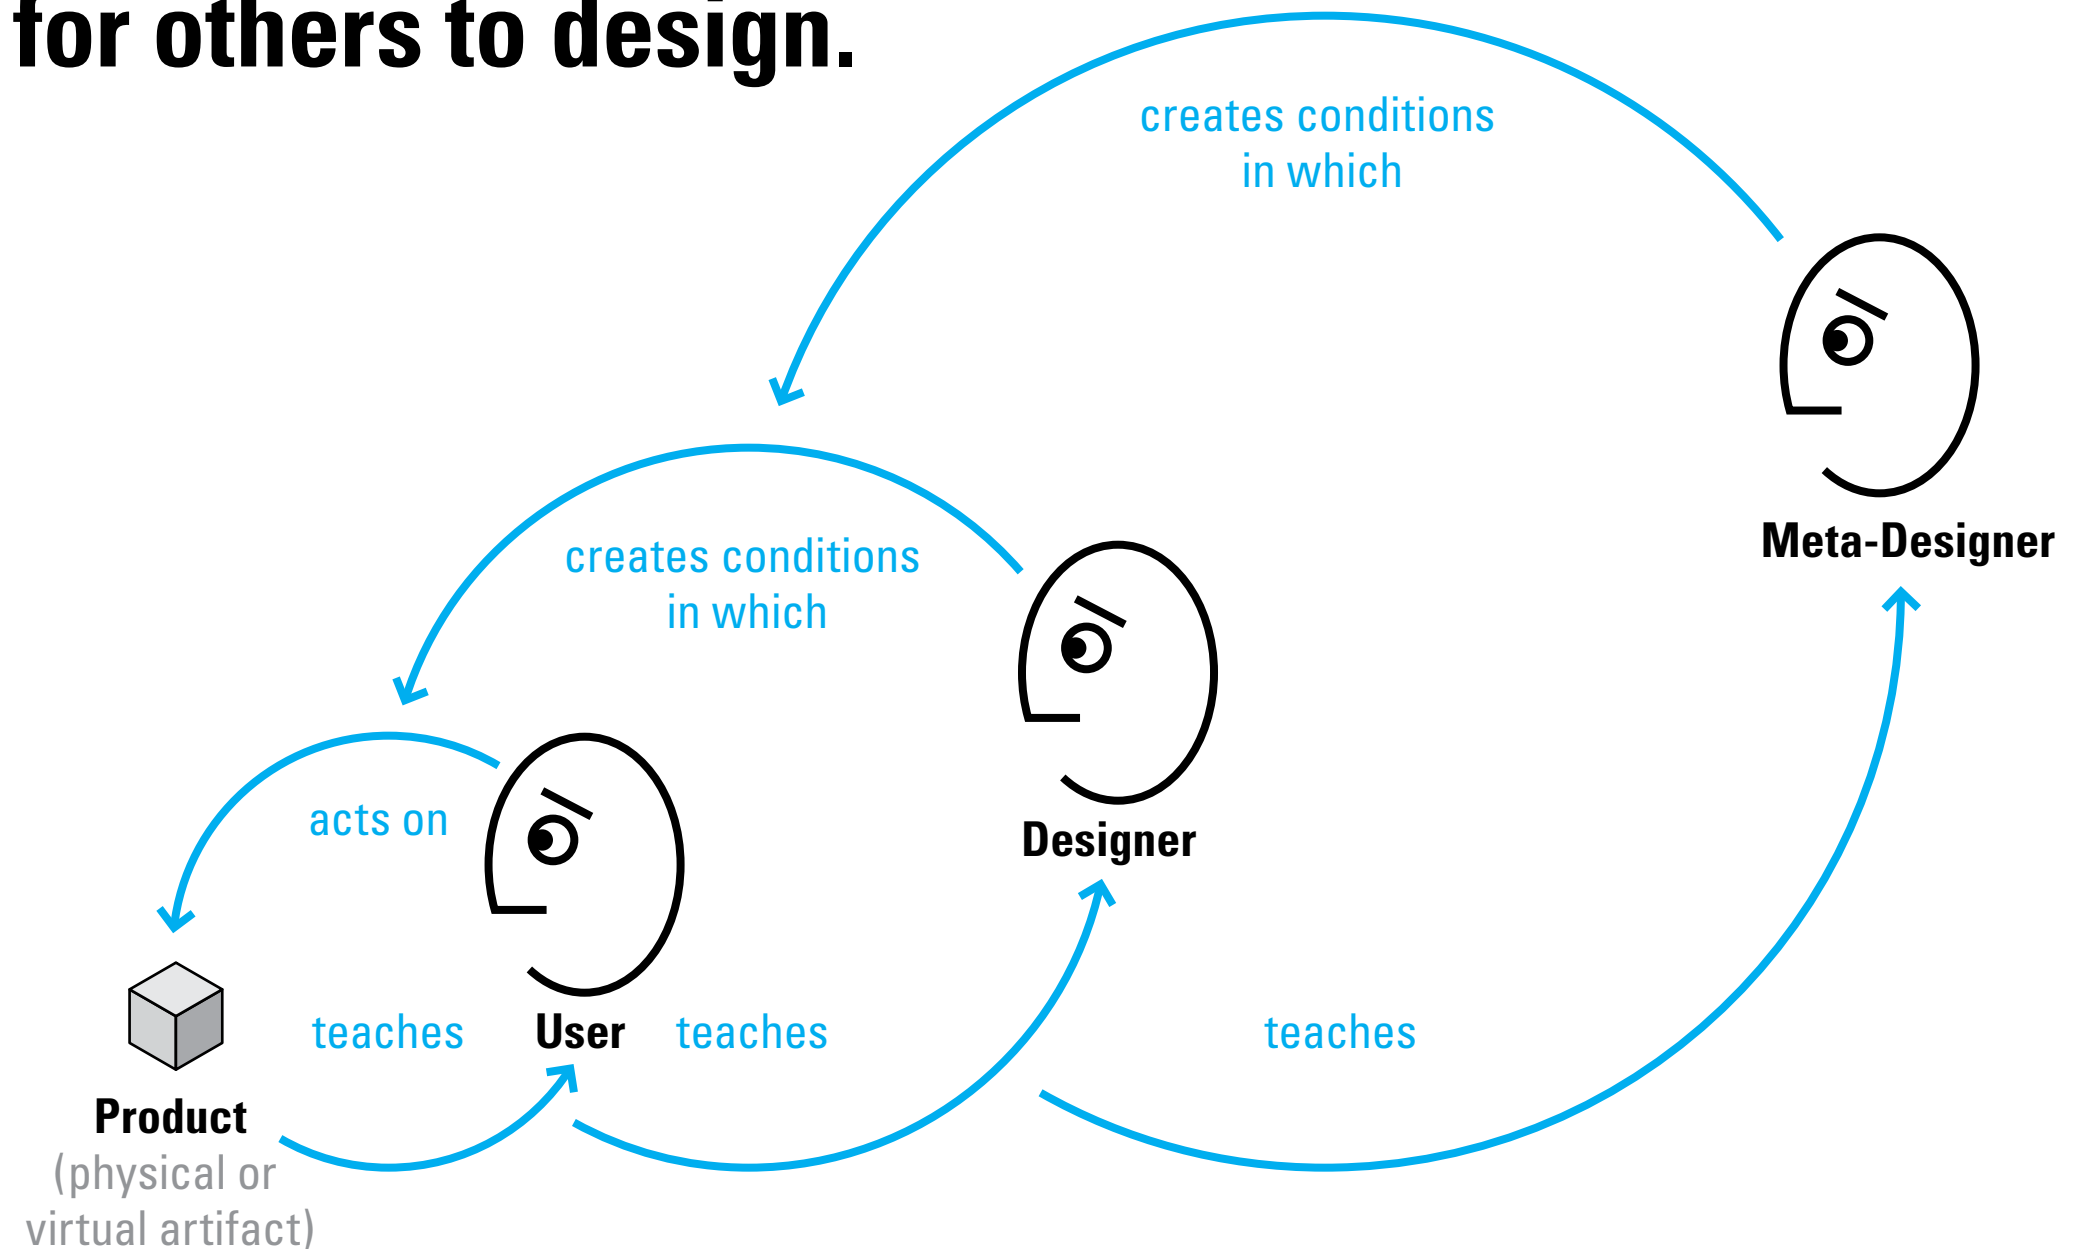 for others to design.
creates conditions
in which
Meta-Designer
creates conditions
in which
Designer
acts on
teaches
User
teaches
teaches
Product
(physical or
virtual artifact)